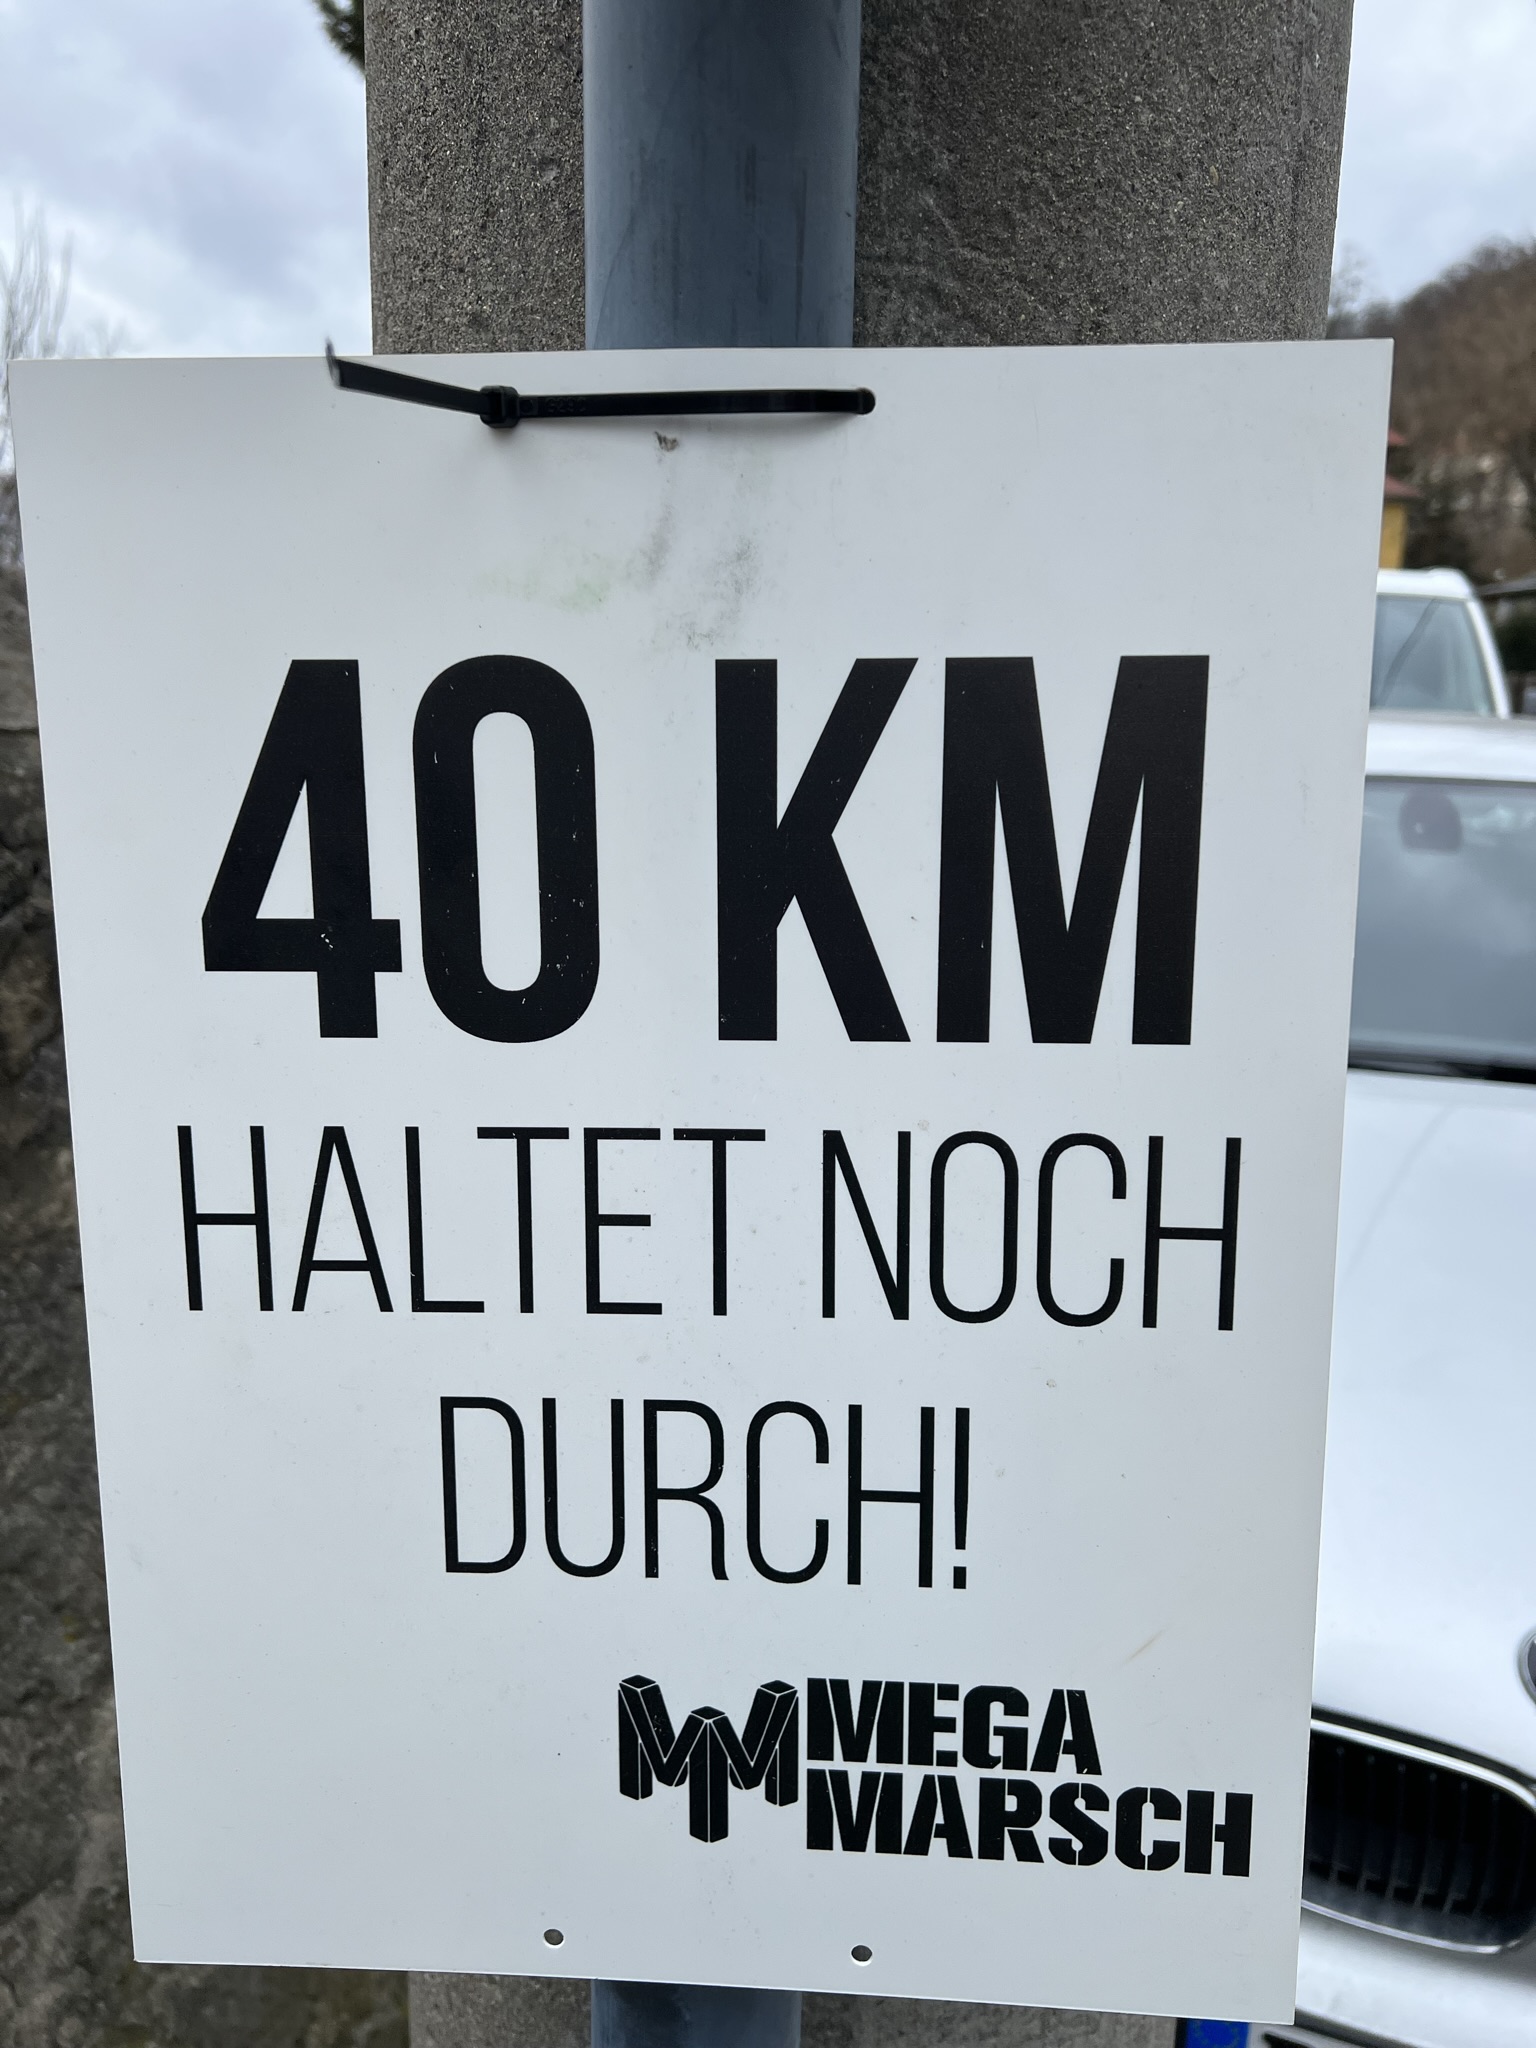 40 KM
HALTET NOCH
DURCH!
MEGA
MARSCH